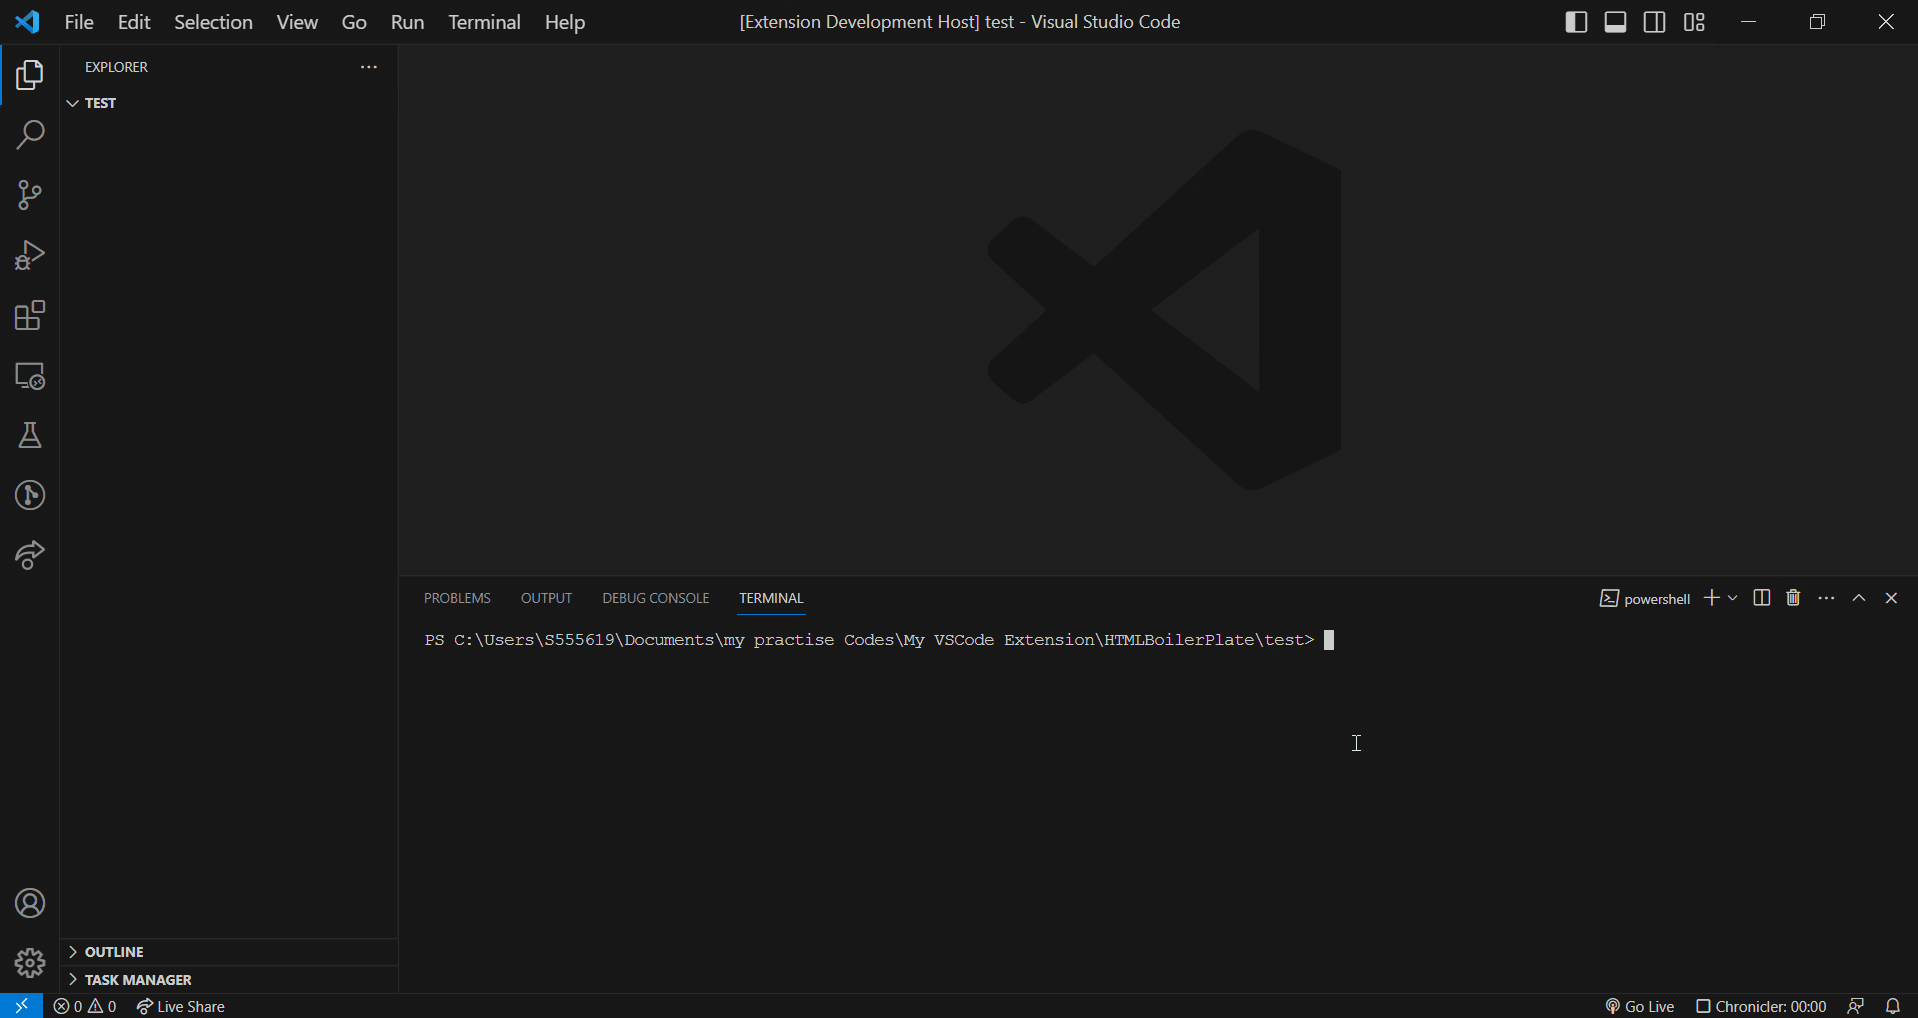 File Edit Selection View Go Run Terminal Help [Extension Development Host] test - Visual Studio Code
EXPLORER
TEST
PROBLEMS OUTPUT DEBUG CONSOLE TERMINAL powershell
PS C:\Users\S555619\Documents\my practise Codes\My VSCode Extension\HTMLBoilerPlate\test>
OUTLINE
TASK MANAGER
0 0 Live Share Go Live Chronicler: 00:00